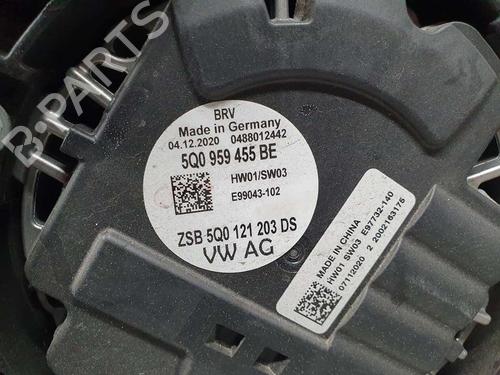 B-PARTS
BRV
Made in Germany
04.12.2020 0488012442
5Q0 959 455 BE
HW01/SW03
E99043-102
ZSB 5Q0 121 203 DS
VW AG
MADE IN CHINA
HW01 SW03 E97732-140
07112020 2 2002163175